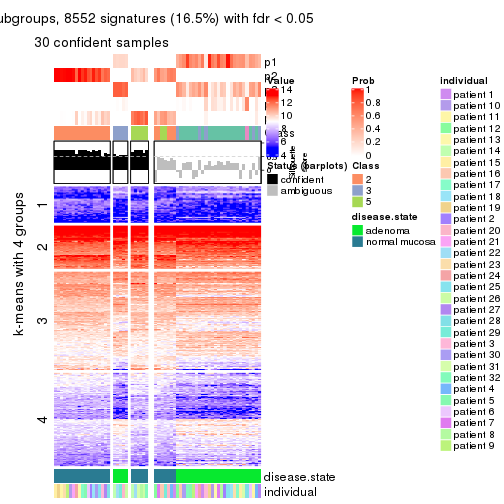 ubgroups, 8552 signatures (16.5%) with fdr < 0.05
30 confident samples
p1
p2
Value
14
12
10
8
6
4
Status (barplots)
confident
ambiguous
Silhouette
score
Prob
1
0.8
0.6
0.4
0.2
0
Class
2
3
5
disease.state
adenoma
normal mucosa
individual
patient 1
patient 10
patient 11
patient 12
patient 13
patient 14
patient 15
patient 16
patient 17
patient 18
patient 19
patient 2
patient 20
patient 21
patient 22
patient 23
patient 24
patient 25
patient 26
patient 27
patient 28
patient 29
patient 3
patient 30
patient 31
patient 32
patient 4
patient 5
patient 6
patient 7
patient 8
patient 9
k-means with 4 groups
1
2
3
4
disease.state
individual